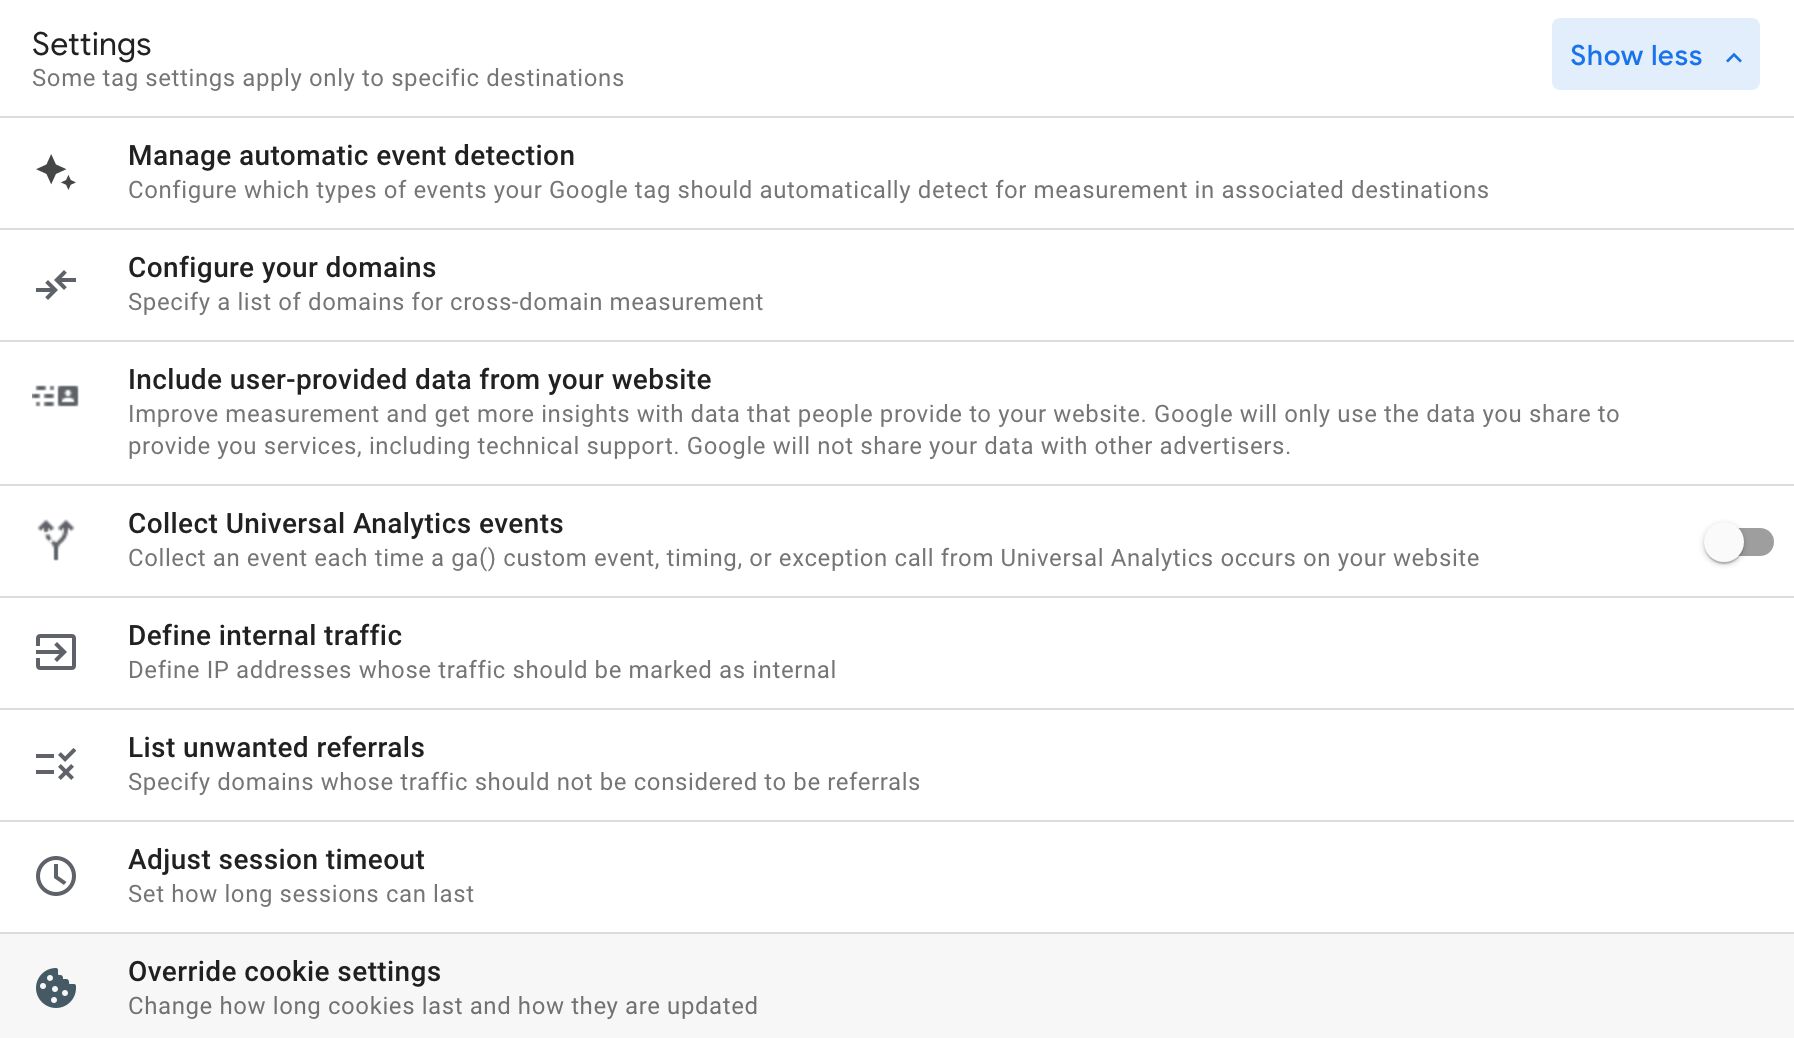 Settings
Show less
Some tag settings apply only to specific destinations
Manage automatic event detection
Configure which types of events your Google tag should automatically detect for measurement in associated destinations
Configure your domains
Specify a list of domains for cross-domain measurement
Include user-provided data from your website
Improve measurement and get more insights with data that people provide to your website. Google will only use the data you share to
provide you services, including technical support. Google will not share your data with other advertisers.
Collect Universal Analytics events
Collect an event each time a ga() custom event, timing, or exception call from Universal Analytics occurs on your website
Define internal traffic
Define IP addresses whose traffic should be marked as internal
List unwanted referrals
Specify domains whose traffic should not be considered to be referrals
Adjust session timeout
Set how long sessions can last
Override cookie settings
Change how long cookies last and how they are updated